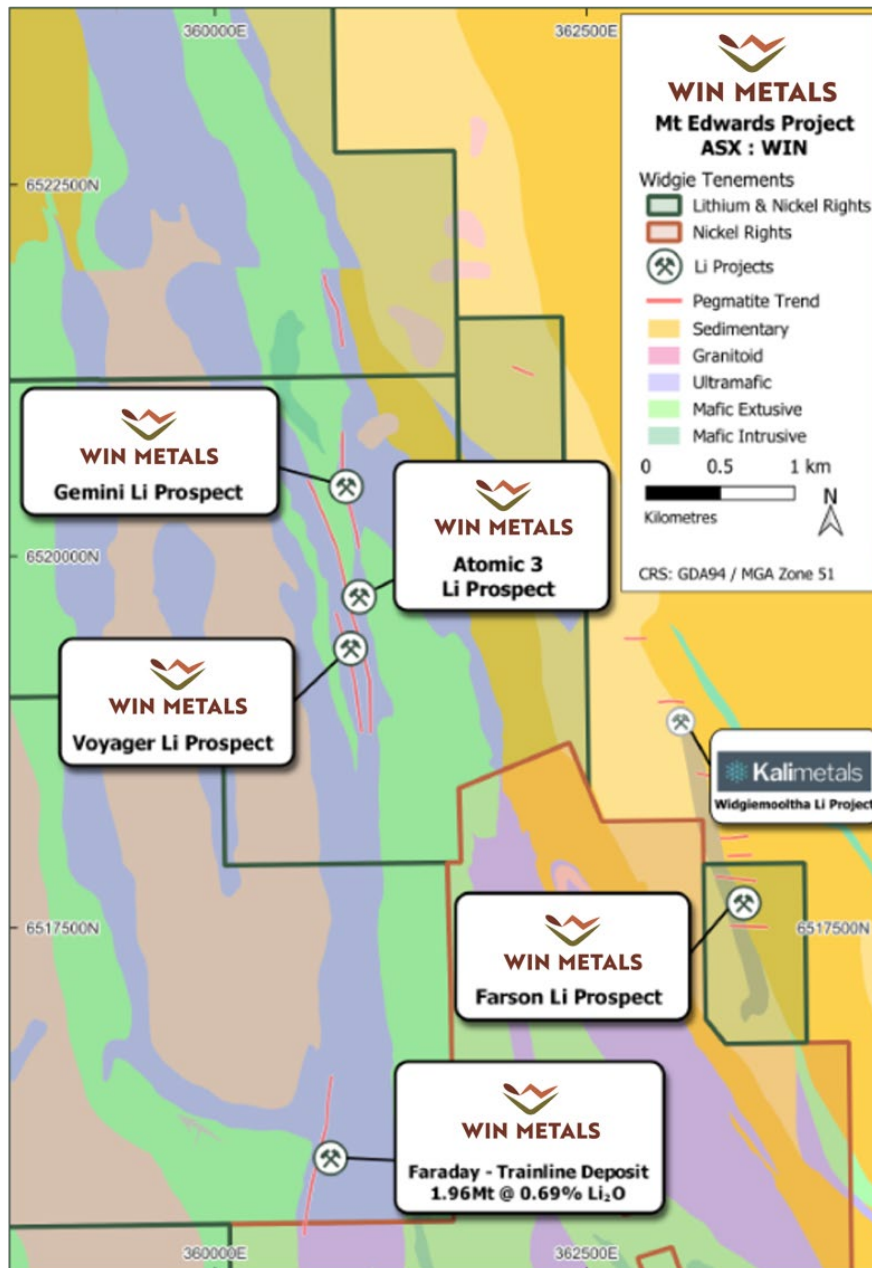 360000E
362500E
WIN METALS
Mt Edwards Project
ASX : WIN
Widgie Tenements
Lithium & Nickel Rights
Nickel Rights
Li Projects
Pegmatite Trend
Sedimentary
Granitoid
Ultramafic
Mafic Extusive
Mafic Intrusive
0 0.5 1 km
Kilometres
N
CRS: GDA94 / MGA Zone 51
6522500N
WIN METALS
Gemini Li Prospect
WIN METALS
Atomic 3
Li Prospect
6520000N
WIN METALS
Voyager Li Prospect
Kalimetals
Widgiemooltha Li Project
6517500N
6517500N
WIN METALS
Farson Li Prospect
WIN METALS
Faraday - Trainline Deposit
1.96Mt @ 0.69% Li₂O
360000E
362500E